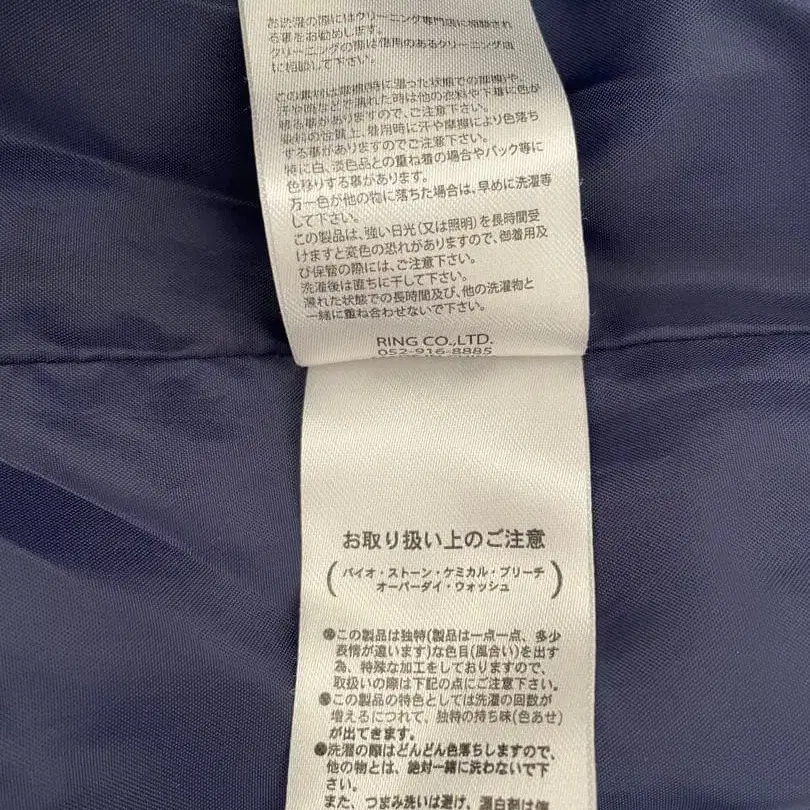 お洗濯の際にはクリーニング専門店に相談され
る事をお勧めします。
クリーニングの際は信用のあるクリーニング店
に相談して下さい。
この素材は摩擦(特に湿った状態での摩擦)や、
汗や雨などで濡れた時は他の衣料や下着に色が
移る事がありますので、ご注意下さい。
染料の性質上、着用時に汗や摩擦により色落ち
する事がありますのでご注意下さい。
特に白、淡色品との重ね着の場合やバック等に
色移りする事があります。
万一色が他の物に落ちた場合は、早めに洗濯等
して下さい。
この製品は、強い日光(又は照明)を長時間受
けますと変色の恐れがありますので、御着用及
び保管の際には、ご注意下さい。
洗濯後は直ちに干して下さい。
濡れた状態での長時間及び、他の洗濯物と
一緒に重ね合わせないで下さい。
RING CO.,LTD.
052-916-8885
お取り扱い上のご注意
(バイオ・ストーン・ケミカル・ブリーチ
オーバーダイ・ウォッシュ)
●この製品は独特(製品は一点一点、多少
表情が違います)な色目(風合い)を出す
為、特殊な加工をしておりますので、
取扱いの際は下記の点にご注意下さい。
●この製品の特色としては洗濯の回数が
増えるにつれて、独特の持ち味(色あせ)
が出てきます。
●洗濯の際はどんどん色落ちしますので、
他の物とは、絶対一緒に洗わないで下
さい。
また、つまみ洗いは避け、漂白剤は使